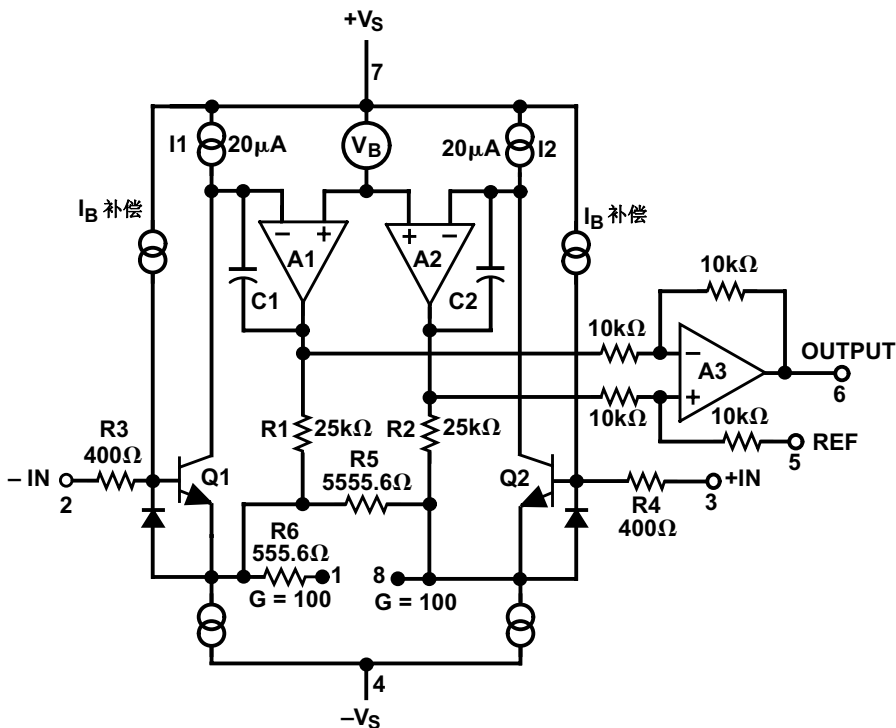 +VS
7
I1
20µA
VB
20µA
I2
IB 补偿
IB 补偿
−
+
A1
+
−
A2
C1
C2
10kΩ
10kΩ
−
A3
+
OUTPUT
6
10kΩ
10kΩ
REF
5
R1
25kΩ
R2
25kΩ
R3
400Ω
R5
5555.6Ω
– IN
2
Q1
Q2
+IN
3
R4
400Ω
R6
555.6Ω
1
8
G = 100
G = 100
4
–VS